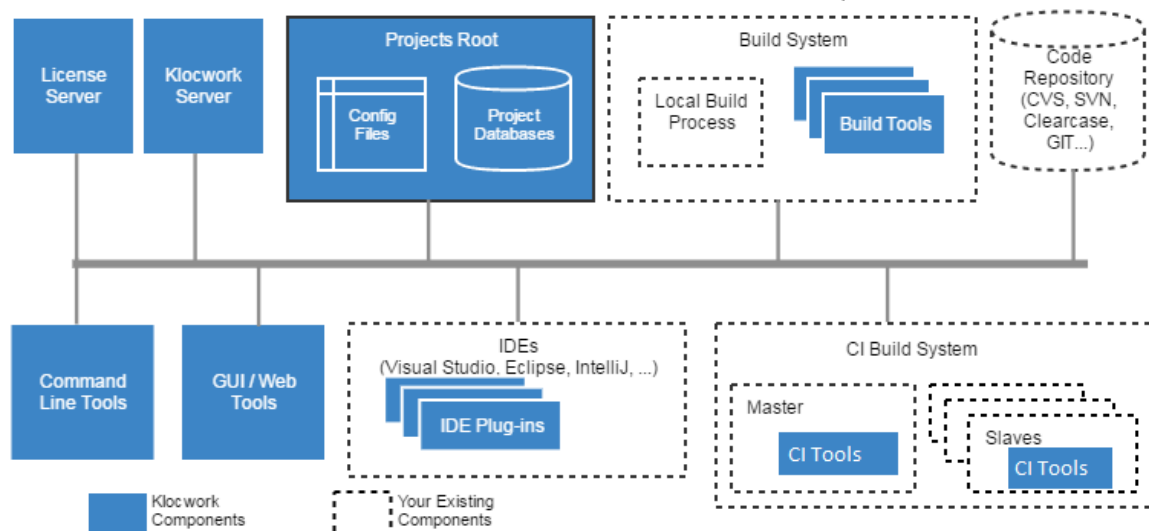 License
Server
Klocwork
Server
Projects Root
Config
Files
Project
Databases
Build System
Local Build
Process
Build Tools
Code
Repository
(CVS, SVN,
Clearcase,
GIT...)
Command
Line Tools
GUI / Web
Tools
IDEs
(Visual Studio. Eclipse, IntelliJ, ...)
IDE Plug-ins
CI Build System
Master
CI Tools
Slaves
CI Tools
Klocwork
Components
Your Existing
Components